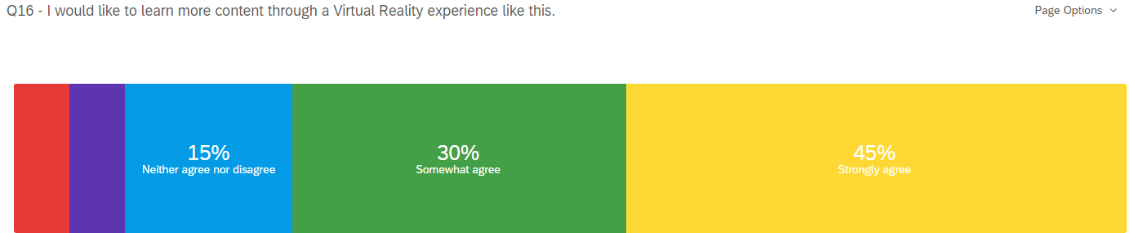 Q16 - I would like to learn more content through a Virtual Reality experience like this.
Page Options
15%
Neither agree nor disagree
30%
Somewhat agree
45%
Strongly agree